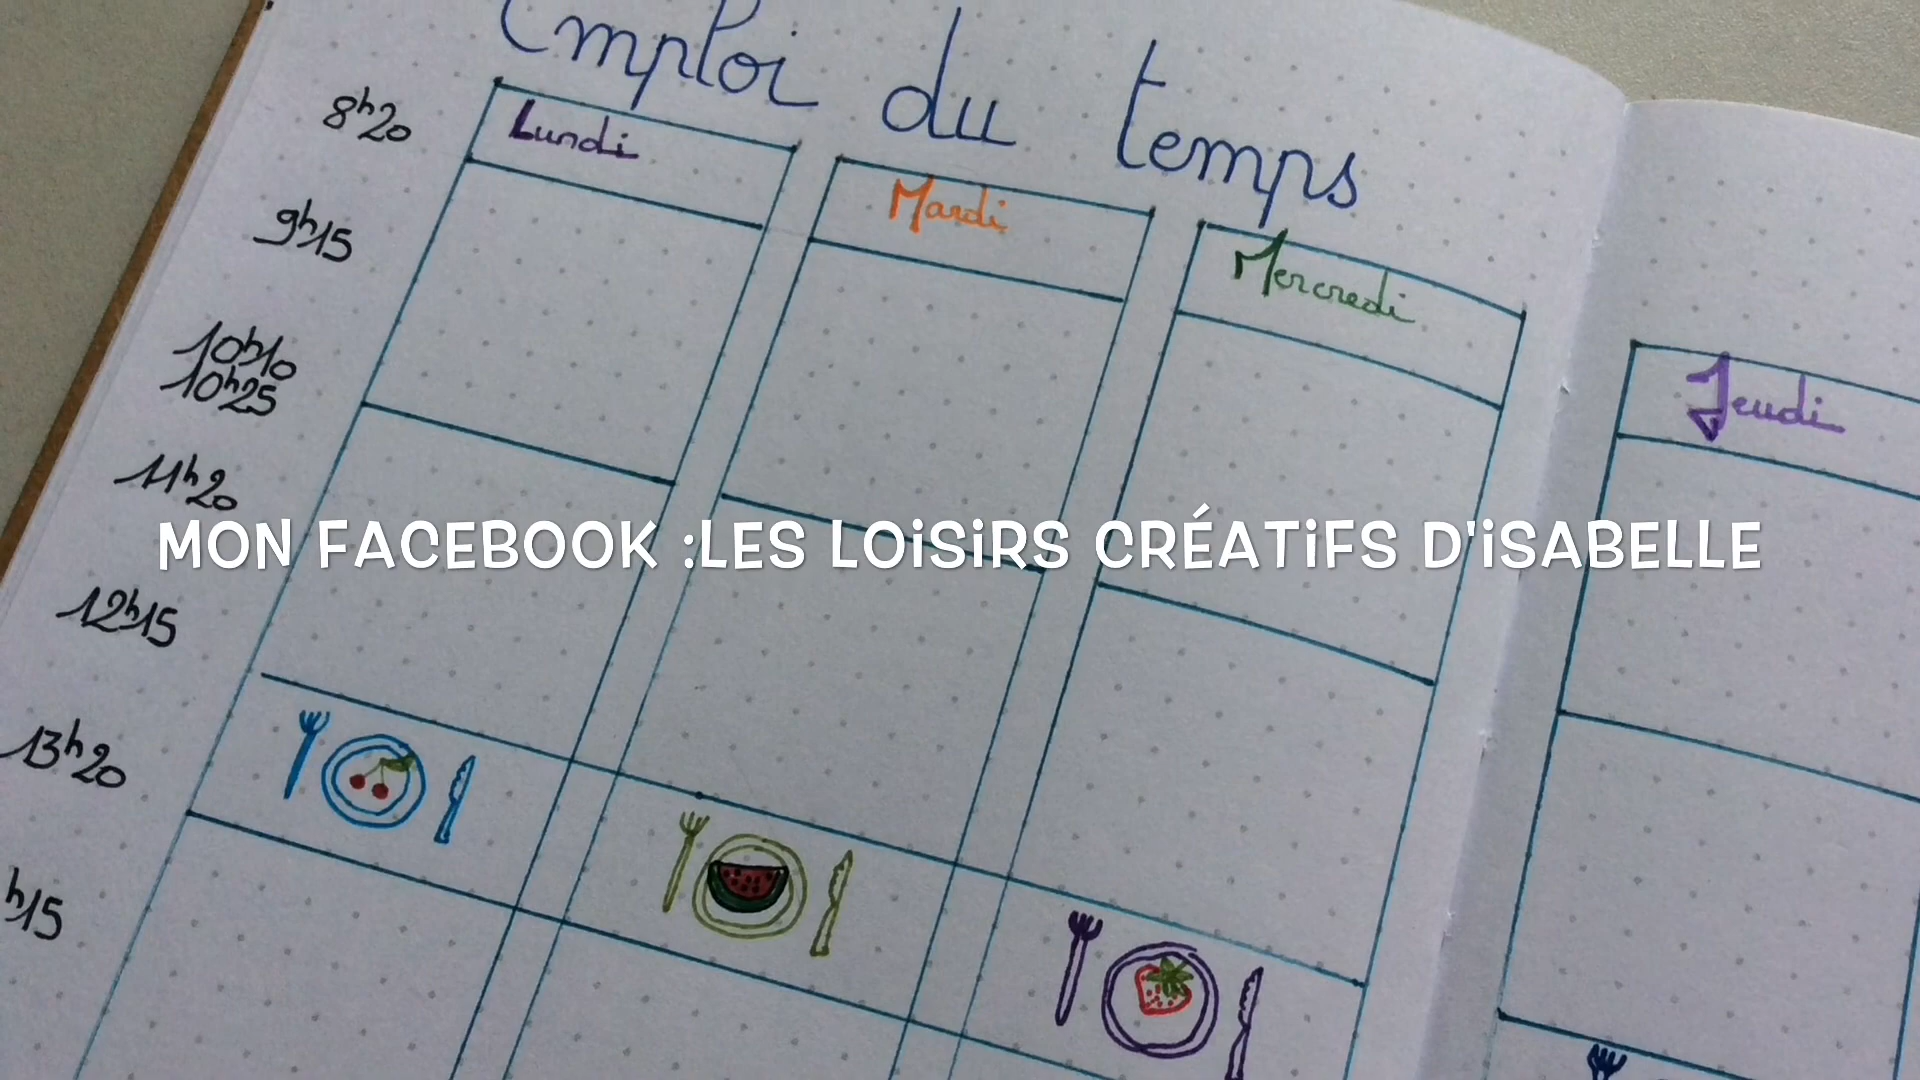 Emploi du temps
8h20
Lundi
Mardi
Mercredi
Jeudi
9h15
10h10
10h25
11h20
MON FACEBOOK :LES LOISIRS CRÉATIFS D'ISABELLE
12h15
13h20
h15